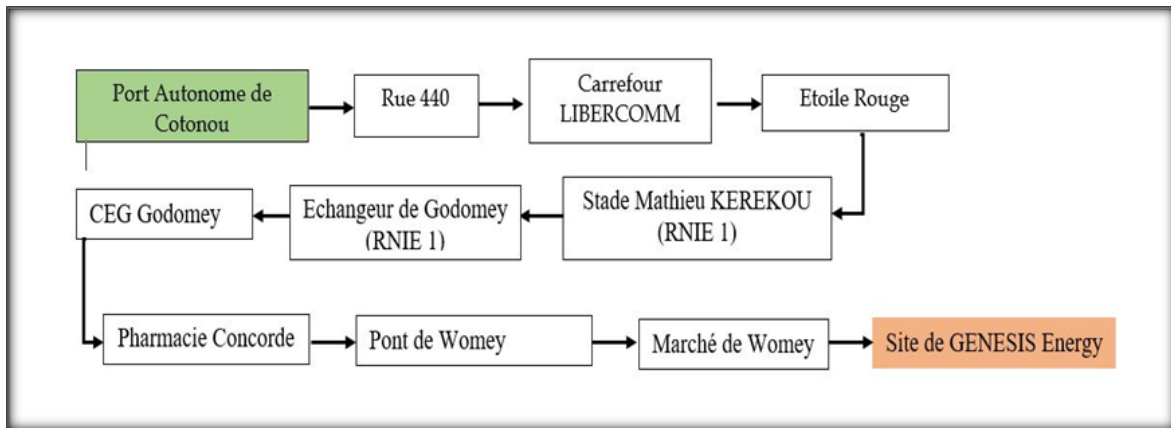 Port Autonome de
Cotonou
Rue 440
Carrefour
LIBERCOMM
Etoile Rouge
Stade Mathieu KEREKOU
(RNIE 1)
Echangeur de Godomey
(RNIE 1)
CEG Godomey
Pharmacie Concorde
Pont de Womey
Marché de Womey
Site de GENESIS Energy